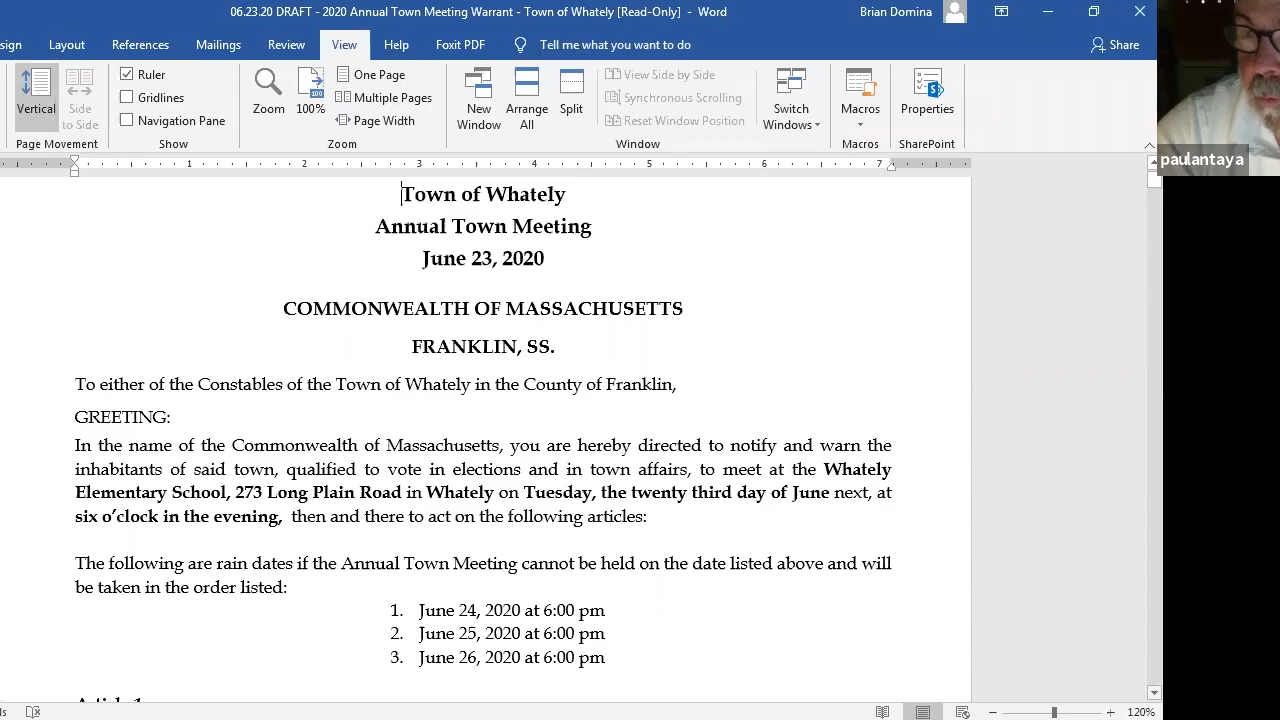 06.23.20 DRAFT - 2020 Annual Town Meeting Warrant - Town of Whately [Read-Only] - Word
Brian Domina
sign Layout References Mailings Review View Help Foxit PDF Tell me what you want to do Share
Vertical
Side to Side
Page Movement
Ruler
Gridlines
Navigation Pane
Show
Zoom
100%
One Page
Multiple Pages
Page Width
Zoom
New Window
Arrange All
Split
View Side by Side
Synchronous Scrolling
Reset Window Position
Window
Switch Windows
Macros
Macros
Properties
SharePoint
paulantaya
1 2 3 4 5 6 7
Town of Whately
Annual Town Meeting
June 23, 2020
COMMONWEALTH OF MASSACHUSETTS
FRANKLIN, SS.
To either of the Constables of the Town of Whately in the County of Franklin,
GREETING:
In the name of the Commonwealth of Massachusetts, you are hereby directed to notify and warn the
inhabitants of said town, qualified to vote in elections and in town affairs, to meet at the Whately
Elementary School, 273 Long Plain Road in Whately on Tuesday, the twenty third day of June next, at
six o'clock in the evening, then and there to act on the following articles:
The following are rain dates if the Annual Town Meeting cannot be held on the date listed above and will
be taken in the order listed:
1. June 24, 2020 at 6:00 pm
2. June 25, 2020 at 6:00 pm
3. June 26, 2020 at 6:00 pm
120%